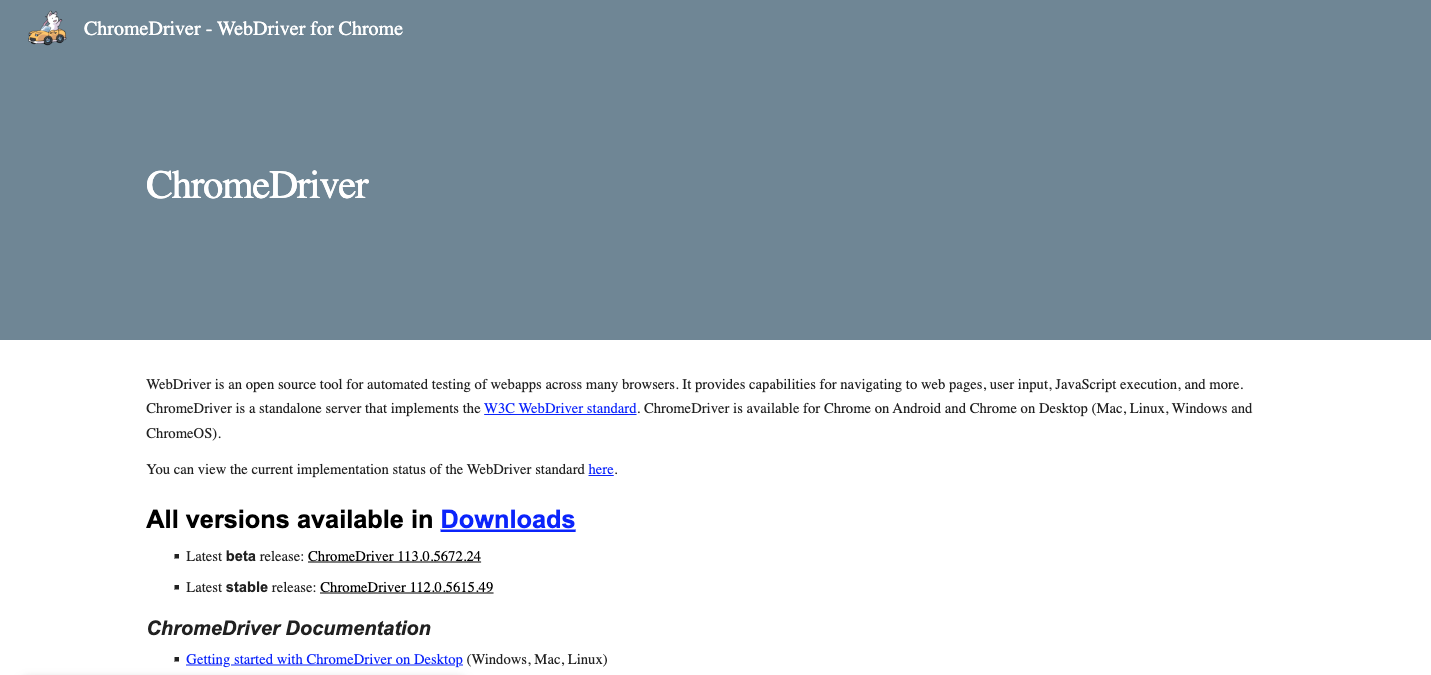 ChromeDriver - WebDriver for Chrome
ChromeDriver
WebDriver is an open source tool for automated testing of webapps across many browsers. It provides capabilities for navigating to web pages, user input, JavaScript execution, and more.
ChromeDriver is a standalone server that implements the W3C WebDriver standard. ChromeDriver is available for Chrome on Android and Chrome on Desktop (Mac, Linux, Windows and
ChromeOS).
You can view the current implementation status of the WebDriver standard here.
All versions available in Downloads
▪ Latest beta release: ChromeDriver 113.0.5672.24
▪ Latest stable release: ChromeDriver 112.0.5615.49
ChromeDriver Documentation
▪ Getting started with ChromeDriver on Desktop (Windows, Mac, Linux)